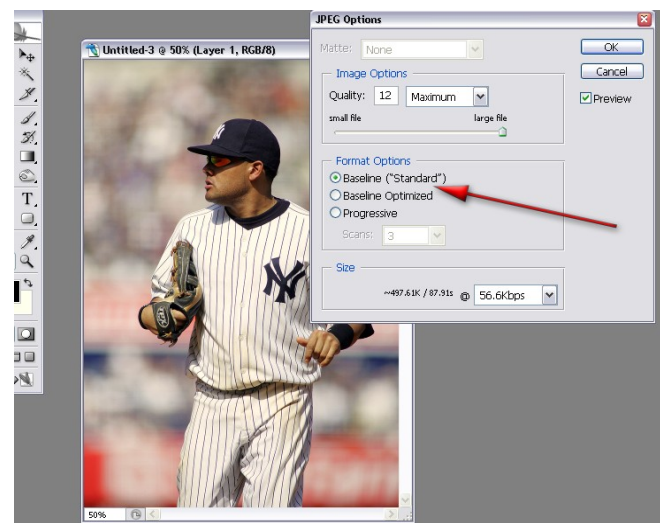 JPEG Options
Matte: None
OK
Image Options
Cancel
Quality: 12 Maximum
Preview
small file large file
Format Options
Baseline ("Standard")
Baseline Optimized
Progressive
Scans: 3
Size
~497.61K / 87.91s @ 56.6Kbps
Untitled-3 @ 50% (Layer 1, RGB/8)
NY
NY
T
50%